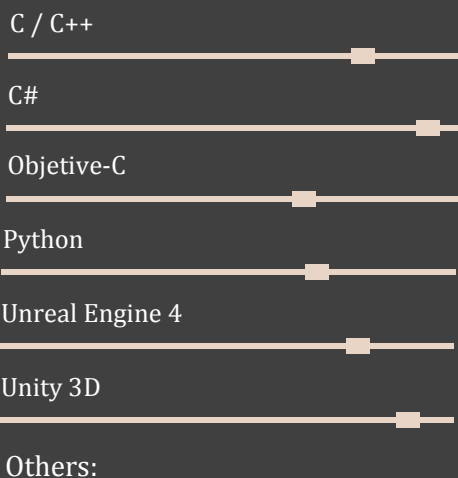 C / C++
C#
Objetive-C
Python
Unreal Engine 4
Unity 3D
Others: